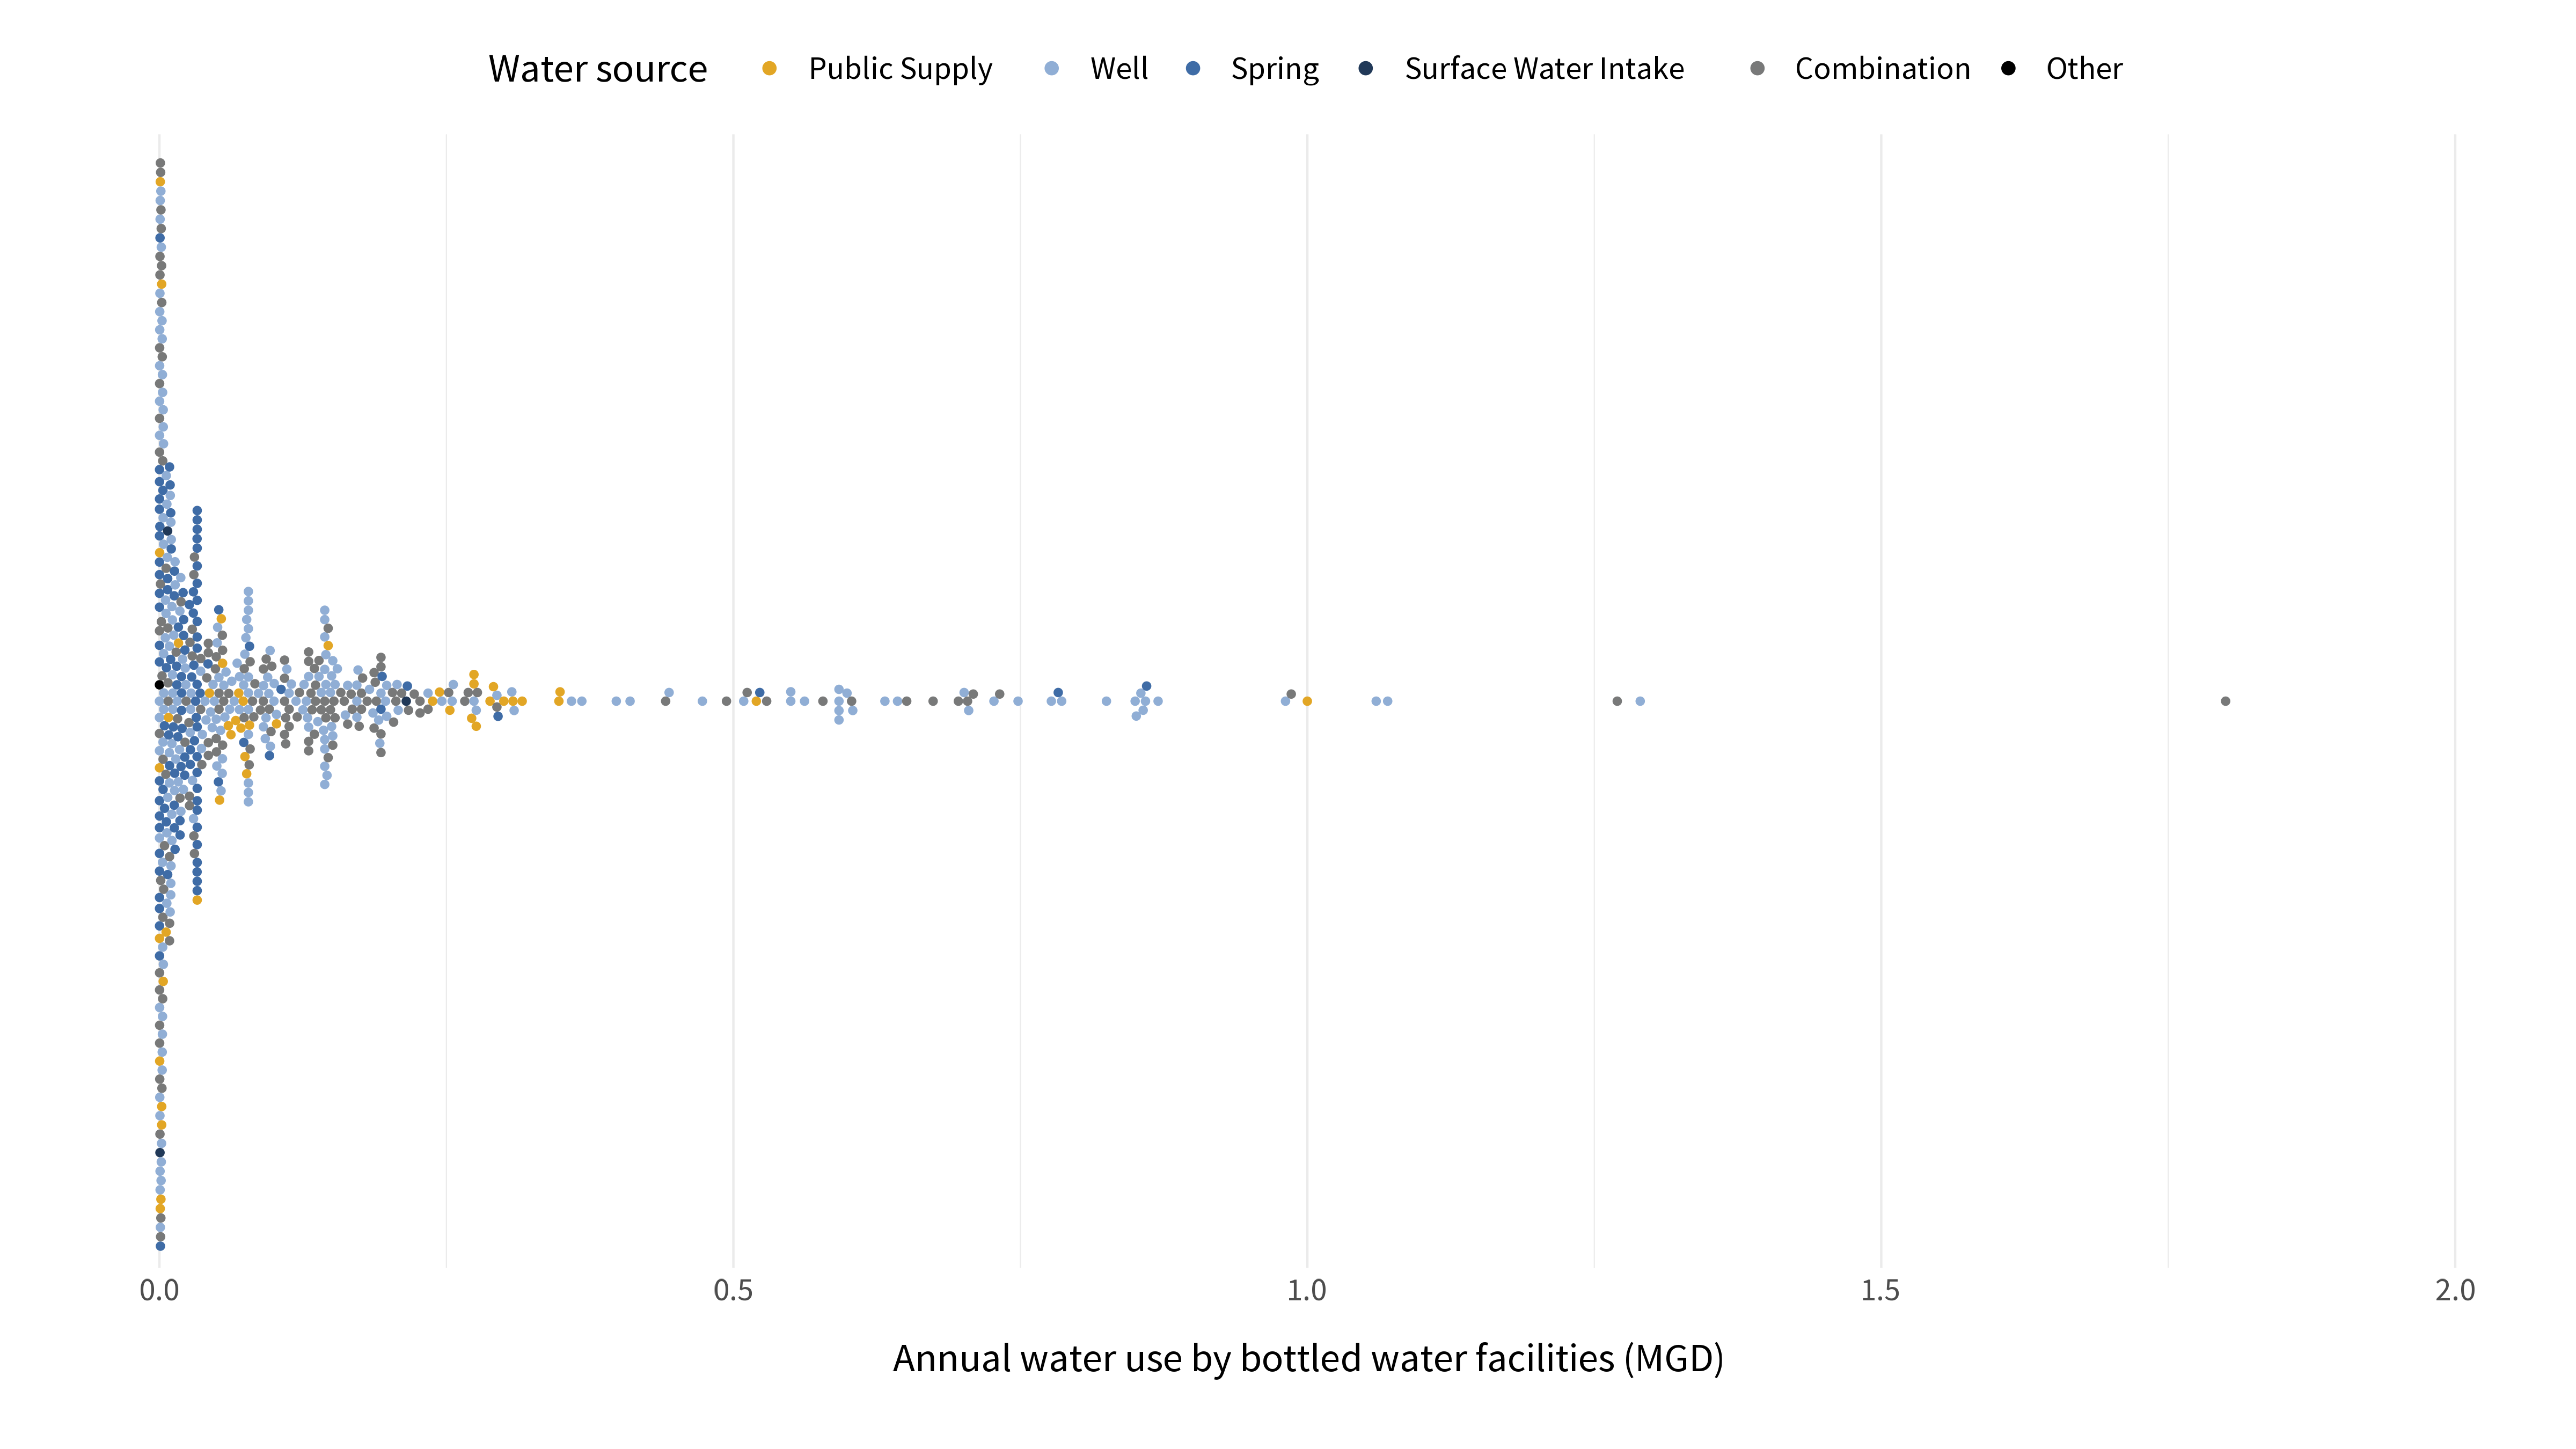 Water source Public Supply Well Spring Surface Water Intake Combination Other
0.0 0.5 1.0 1.5 2.0
Annual water use by bottled water facilities (MGD)